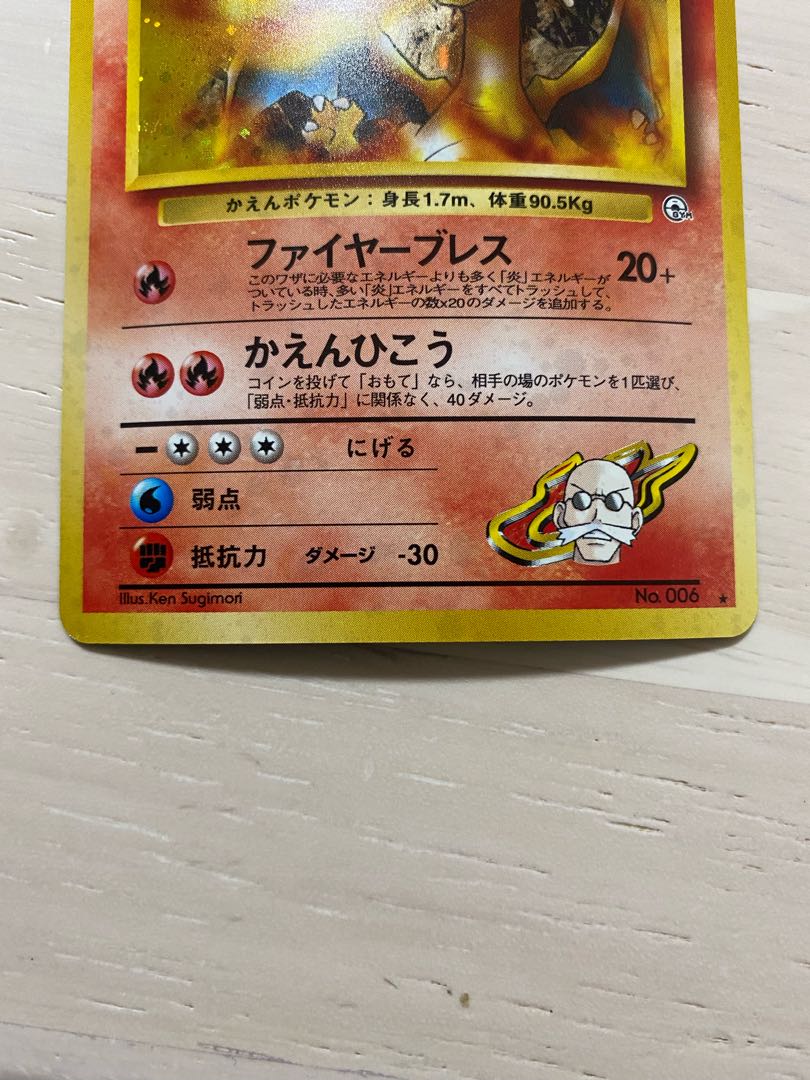 かえんポケモン：身長1.7m、体重90.5Kg
GYM
ファイヤーブレス
20+
このワザに必要なエネルギーよりも多く「炎」エネルギーが
ついている時、多い「炎」エネルギーをすべてトラッシュして、
トラッシュしたエネルギーの数x20のダメージを追加する。
かえんひこう
コインを投げて「おもて」なら、相手の場のポケモンを1匹選び、
「弱点・抵抗力」に関係なく、40ダメージ。
にげる
弱点
抵抗力 ダメージ -30
Illus.Ken Sugimori No. 006 ★